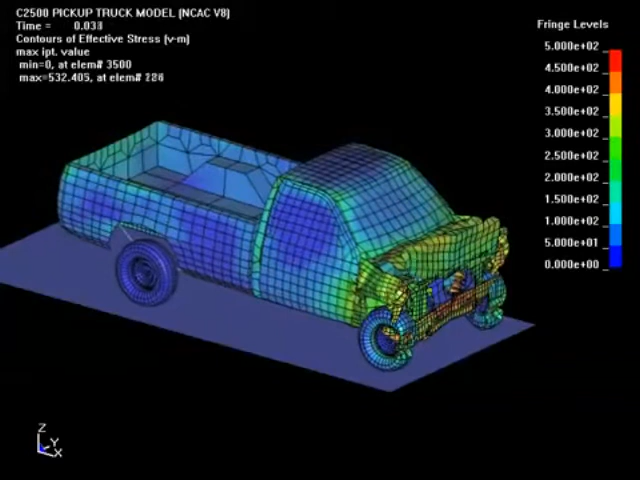 C2500 PICKUP TRUCK MODEL (NCAC V8)
Time = 0.033
Contours of Effective Stress (v-m)
max ipt. value
min=0, at elem# 3500
max=532.405, at elem# 226
Fringe Levels
5.000e+02
4.500e+02
4.000e+02
3.500e+02
3.000e+02
2.500e+02
2.000e+02
1.500e+02
1.000e+02
5.000e+01
0.000e+00
Z
Y
X